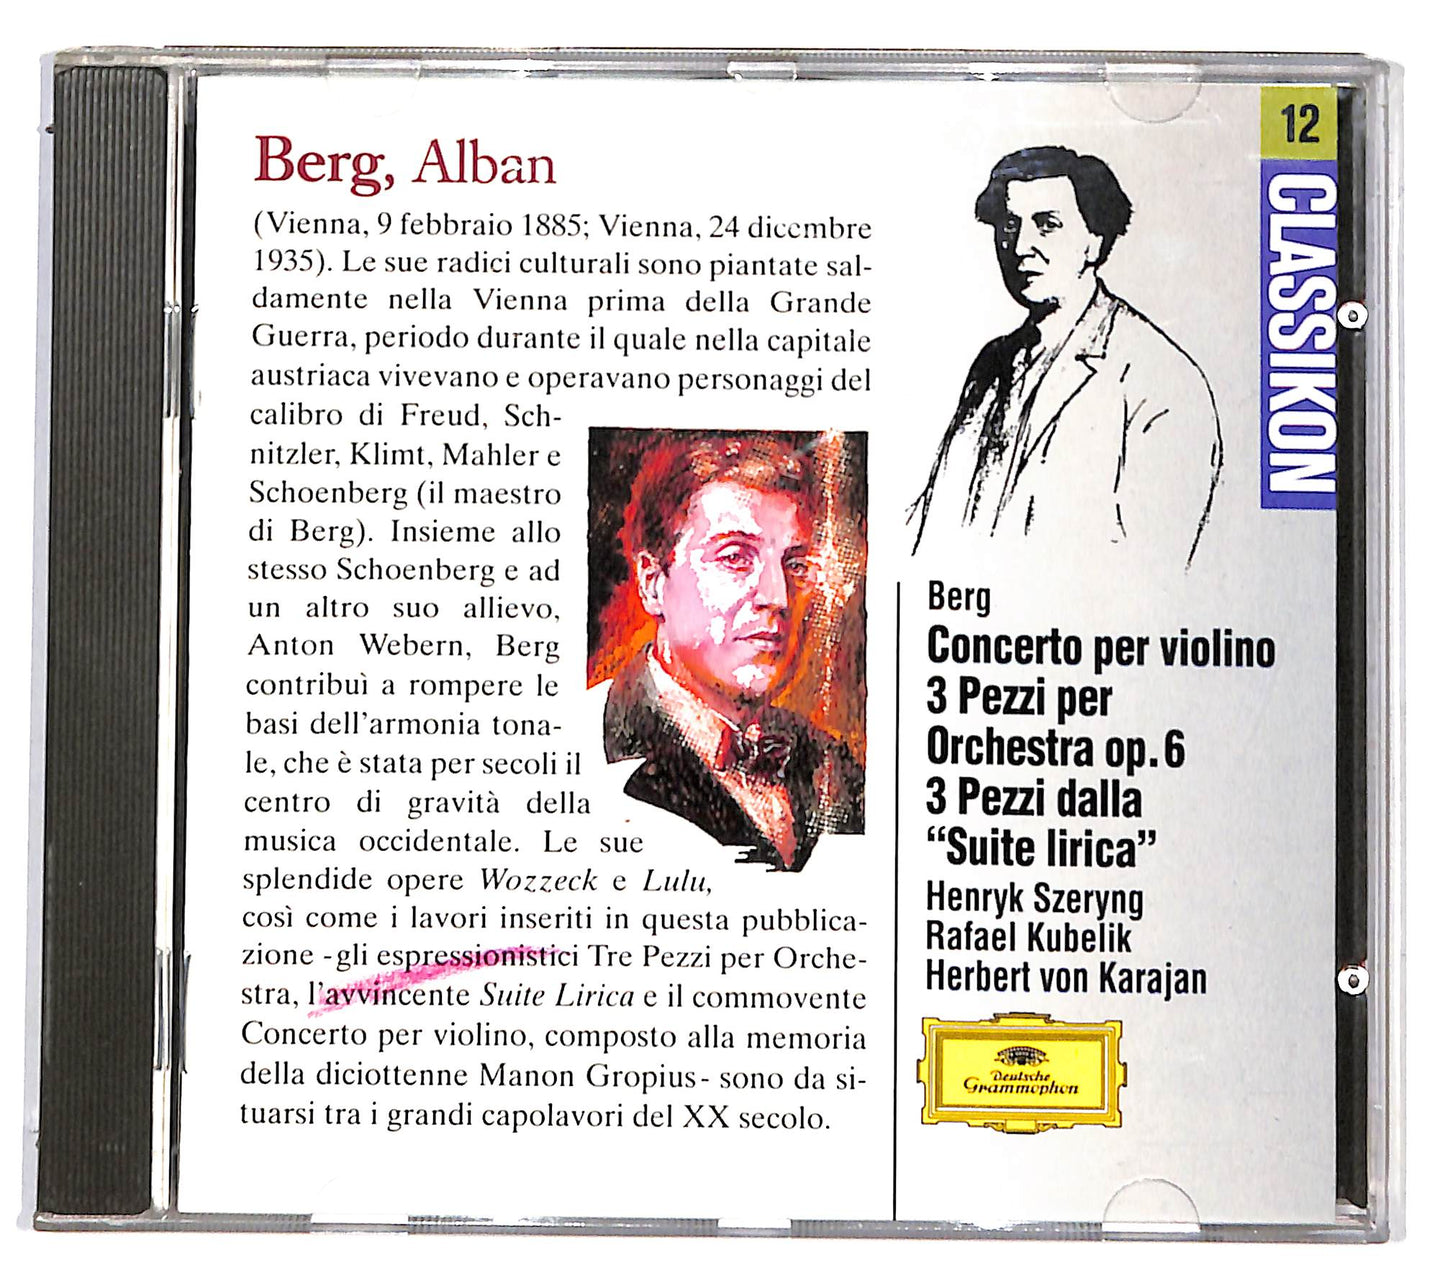 Berg, Alban
(Vienna, 9 febbraio 1885; Vienna, 24 dicembre
1935). Le sue radici culturali sono piantate sal-
damente nella Vienna prima della Grande
Guerra, periodo durante il quale nella capitale
austriaca vivevano e operavano personaggi del
calibro di Freud, Sch-
nitzler, Klimt, Mahler e
Schoenberg (il maestro
di Berg). Insieme allo
stesso Schoenberg e ad
un altro suo allievo,
Anton Webern, Berg
contribuì a rompere le
basi dell'armonia tona-
le, che è stata per secoli il
centro di gravità della
musica occidentale. Le sue
splendide opere Wozzeck e Lulu,
così come i lavori inseriti in questa pubblica-
zione -gli espressionistici Tre Pezzi per Orche-
stra, l'avvincente Suite Lirica e il commovente
Concerto per violino, composto alla memoria
della diciottenne Manon Gropius- sono da si-
tuarsi tra i grandi capolavori del XX secolo.
12
CLASSIKON
Berg
Concerto per violino
3 Pezzi per
Orchestra op.6
3 Pezzi dalla
“Suite lirica”
Henryk Szeryng
Rafael Kubelik
Herbert von Karajan
Deutsche
Grammophon